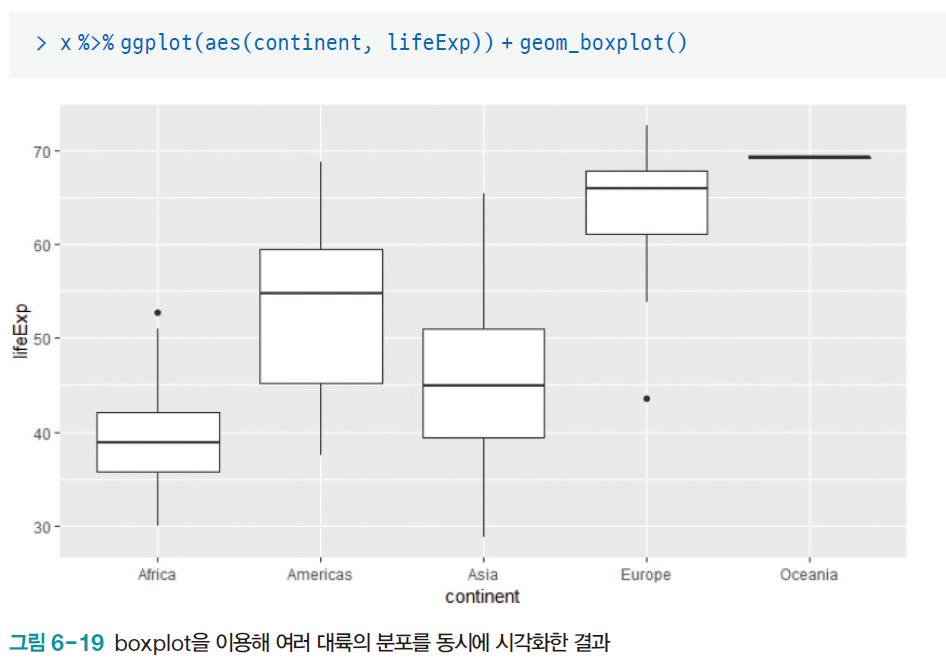 > x %>% ggplot(aes(continent, lifeExp)) + geom_boxplot()
70
60
50
40
30
lifeExp
Africa Americas Asia Europe Oceania
continent
그림 6-19 boxplot을 이용해 여러 대륙의 분포를 동시에 시각화한 결과